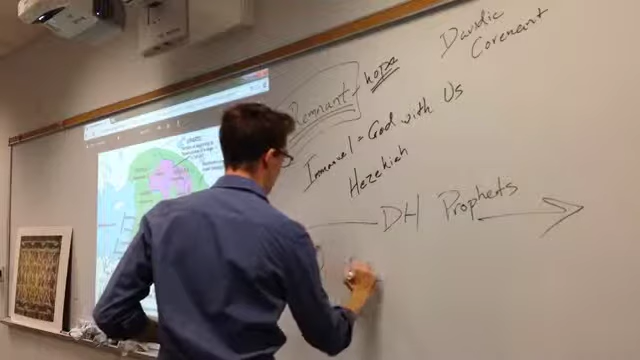 Davidic
Covenant
Remnant - hope
Immanuel = God with Us
Hezekiah
DH Prophets